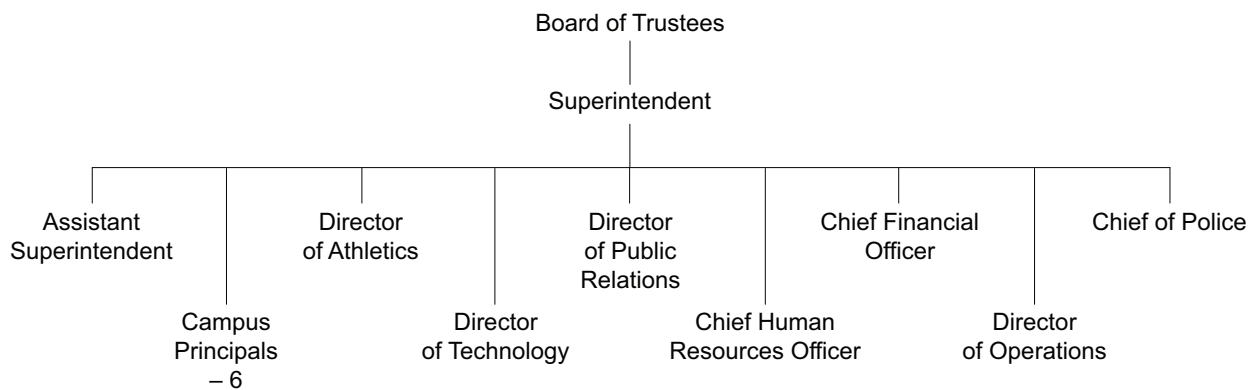 Board of Trustees
Superintendent
Assistant
Superintendent
Director
of Athletics
Director
of Public
Relations
Chief Financial
Officer
Chief of Police
Campus
Principals
– 6
Director
of Technology
Chief Human
Resources Officer
Director
of Operations